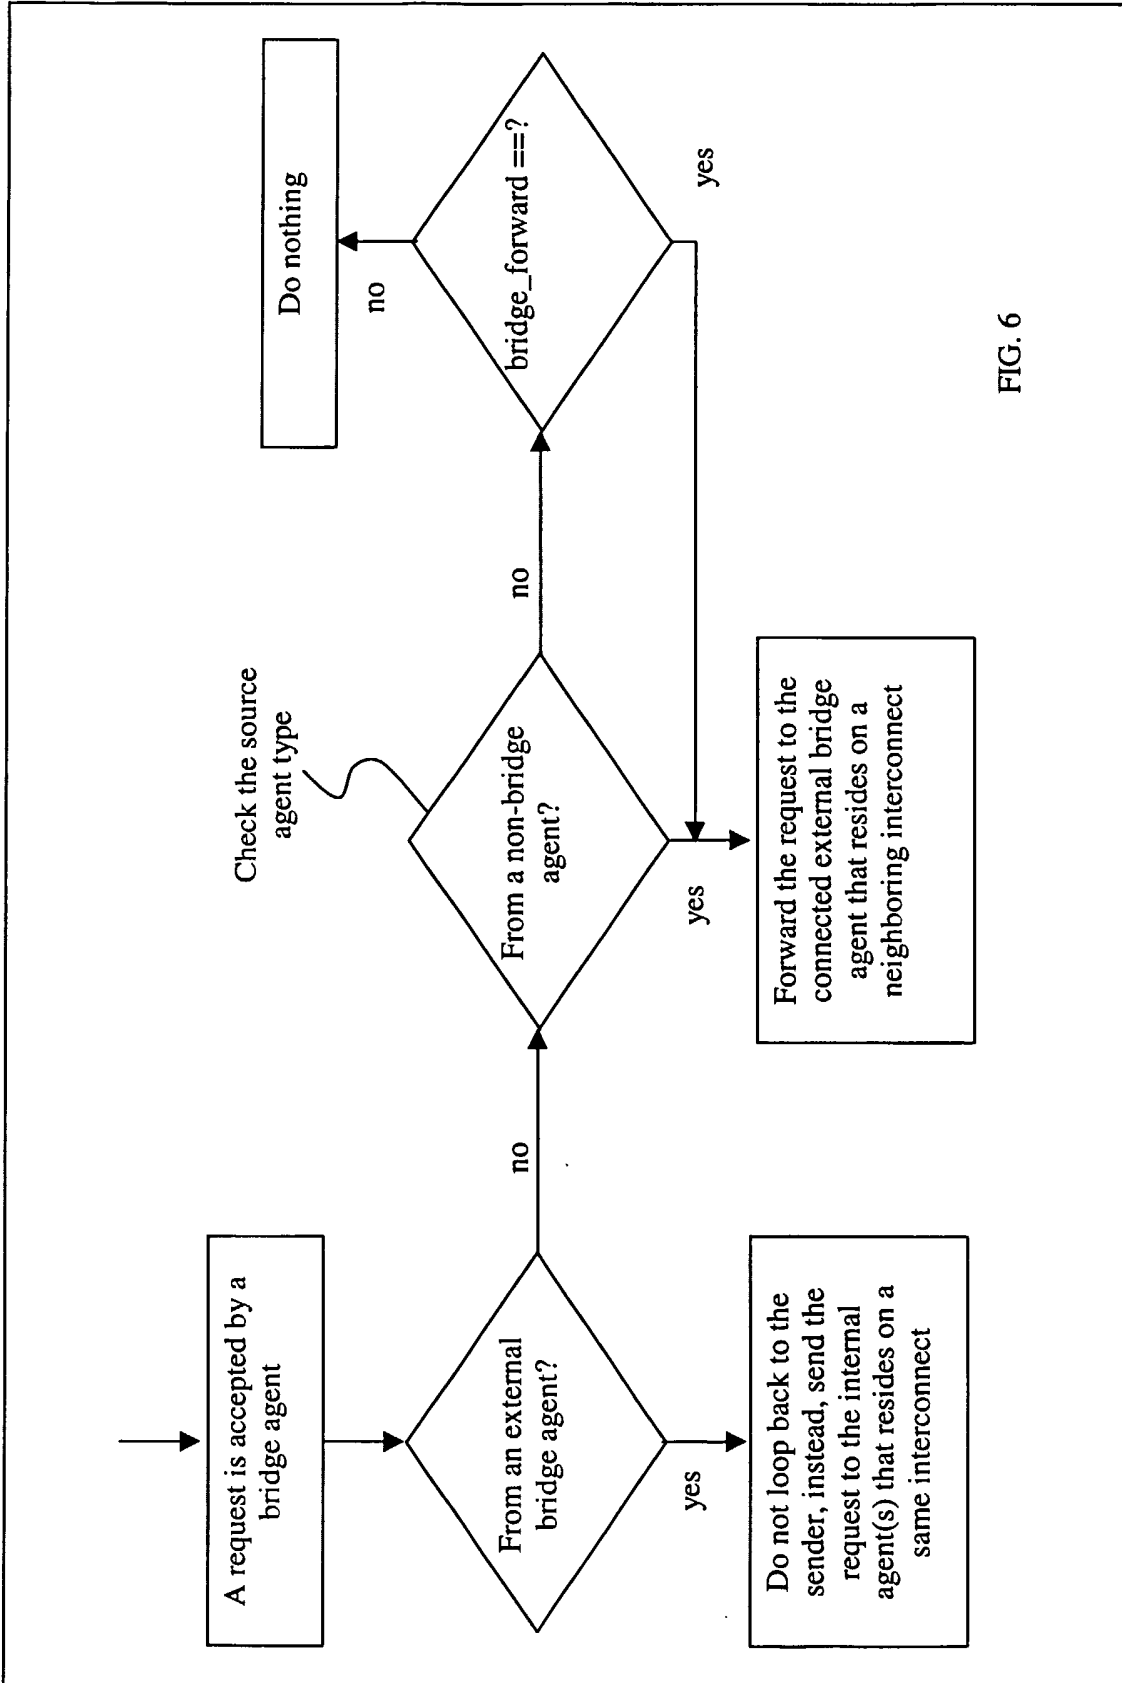 A request is accepted by a
bridge agent
From an external
bridge agent?
yes
Do not loop back to the
sender, instead, send the
request to the internal
agent(s) that resides on a
same interconnect
no
Check the source
agent type
From a non-bridge
agent?
yes
Forward the request to the
connected external bridge
agent that resides on a
neighboring interconnect
no
bridge_forward ==?
no
Do nothing
yes
FIG. 6